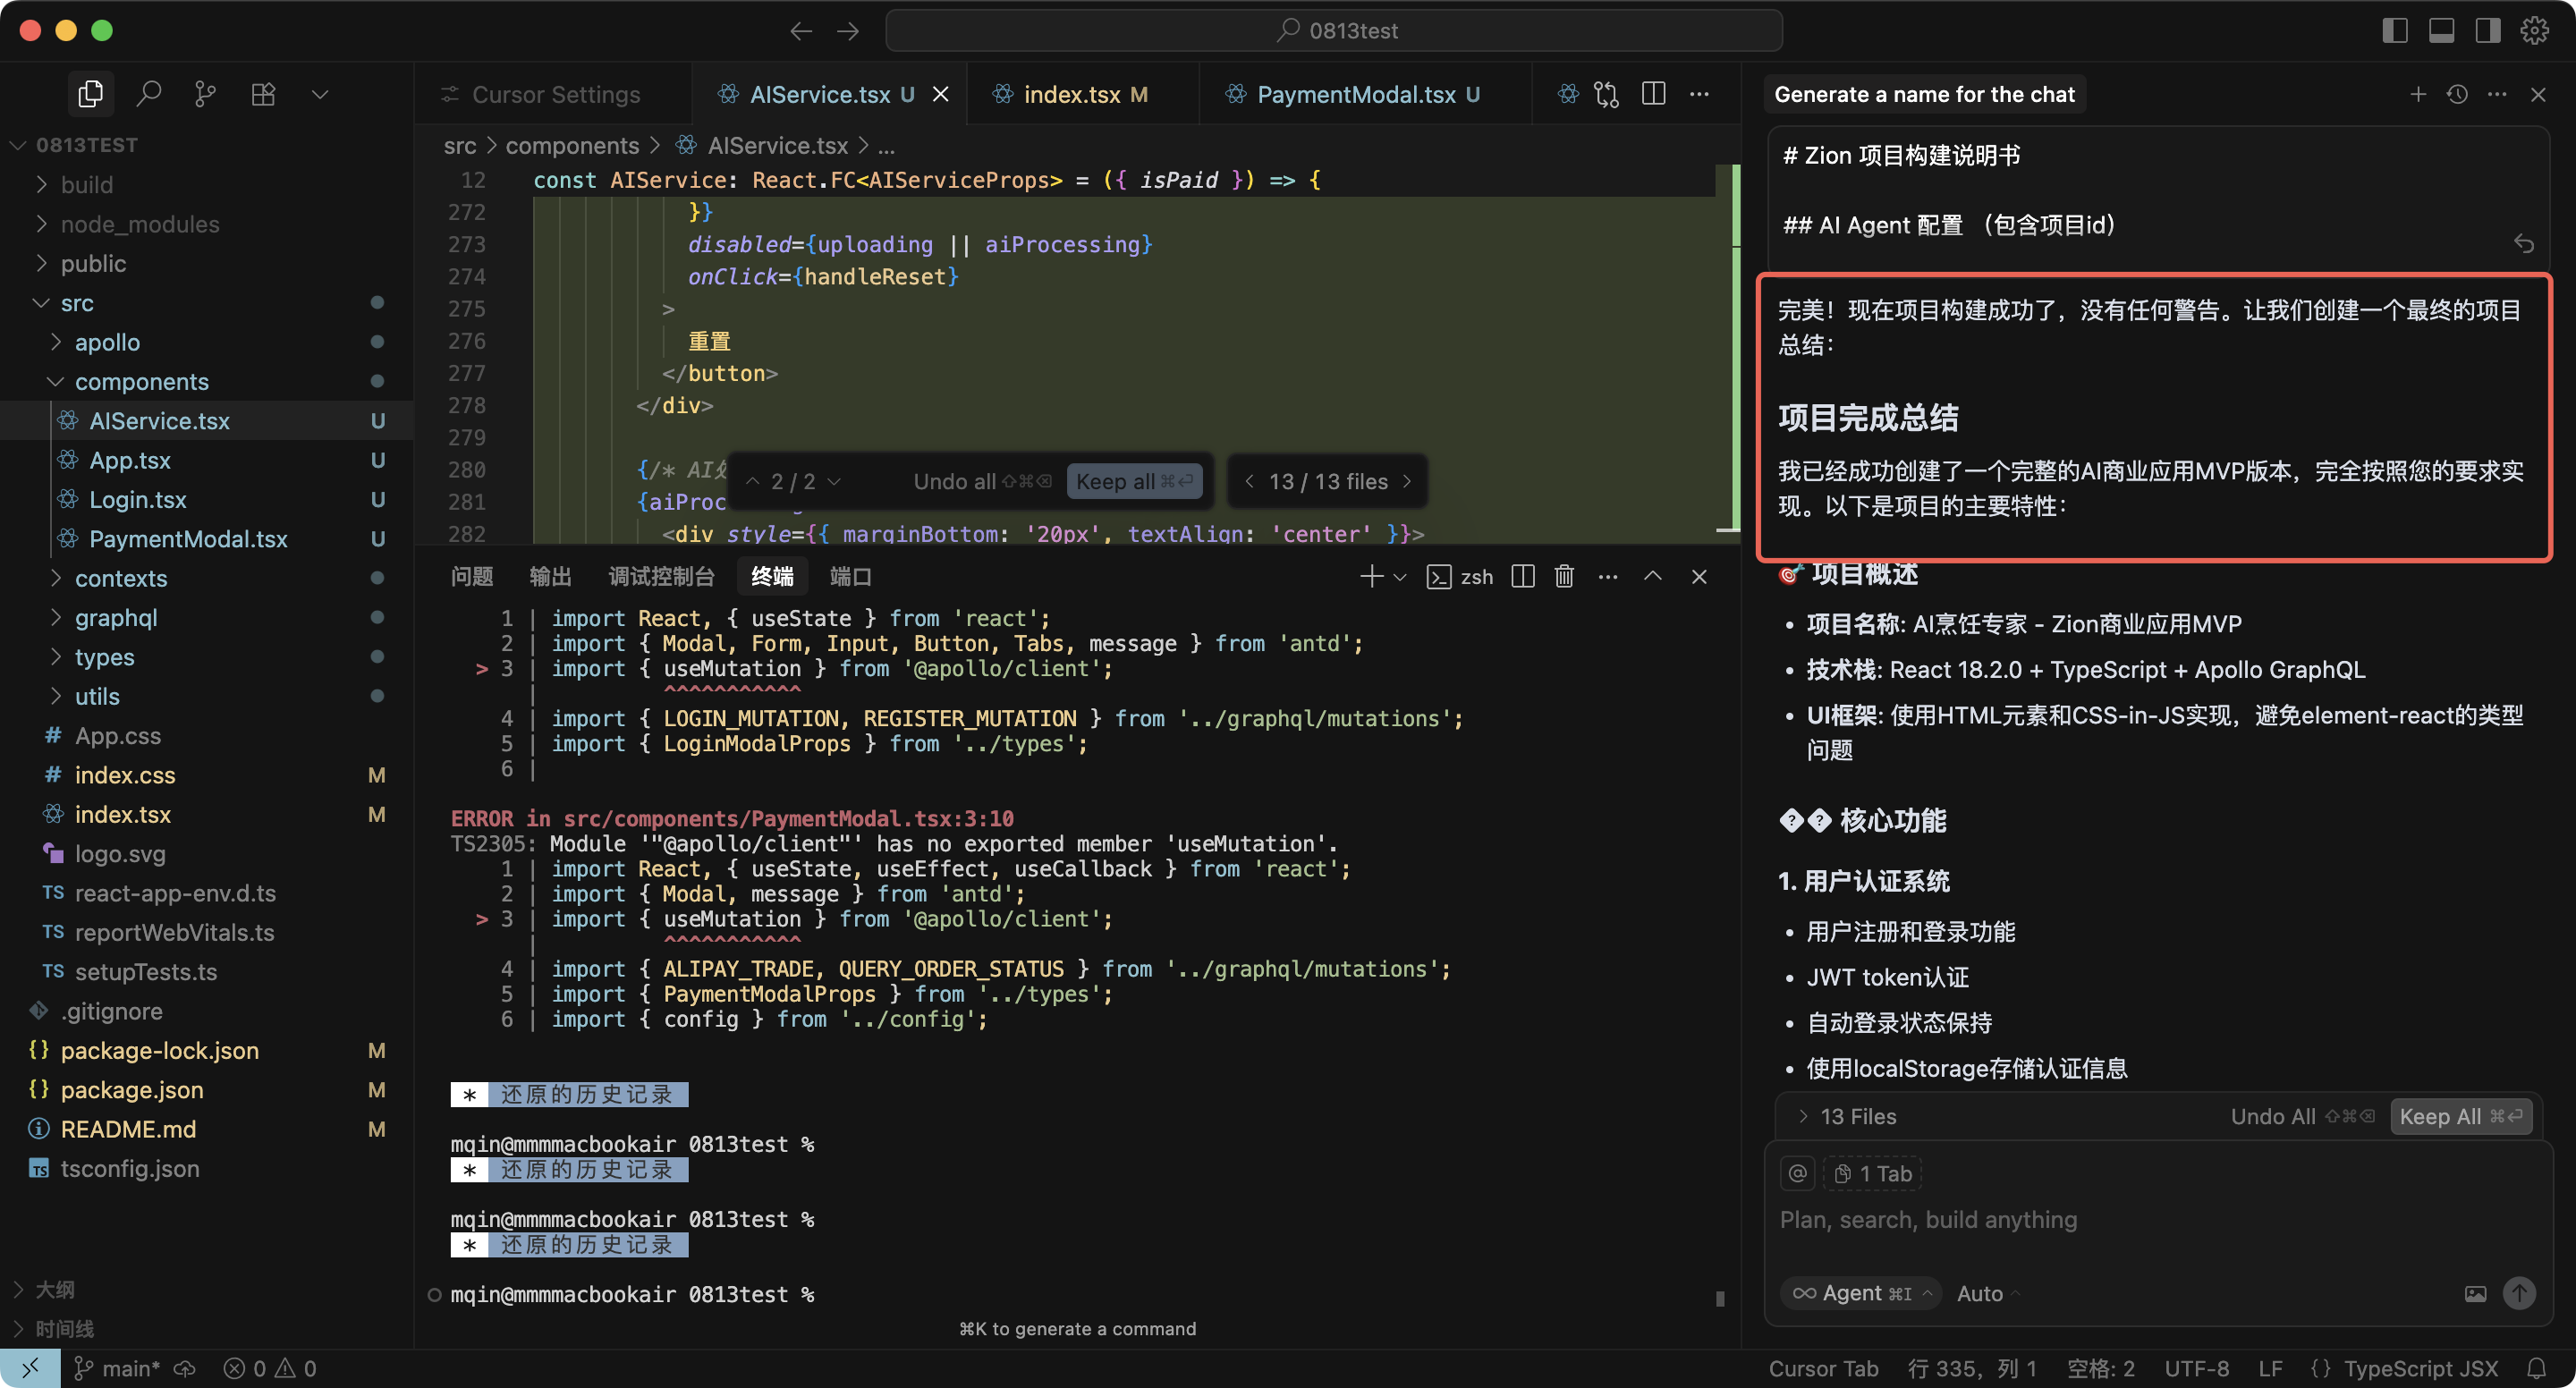 0813test
Cursor Settings
AIService.tsx U
index.tsx M
PaymentModal.tsx U
Generate a name for the chat
0813TEST
build
node_modules
public
src
apollo
components
AIService.tsx U
App.tsx U
Login.tsx U
PaymentModal.tsx U
contexts
graphql
types
utils
# App.css
# index.css M
index.tsx M
logo.svg
TS react-app-env.d.ts
TS reportWebVitals.ts
TS setupTests.ts
.gitignore
{} package-lock.json M
{} package.json M
README.md M
TS tsconfig.json
大纲
时间线
src > components > AIService.tsx > ...
12 const AIService: React.FC<AIServiceProps> = ({ isPaid }) => {
272 }}
273 disabled={uploading || aiProcessing}
274 onClick={handleReset}
275 >
276 重置
277 </button>
278 </div>
279
280 {/* AI
281 {aiProc
282 <div style={{ marginBottom: '20px', textAlign: 'center' }}>
2 / 2 Undo all ⇧⌘⌫ Keep all ⌘⏎
< 13 / 13 files >
问题 输出 调试控制台 终端 端口
zsh
1 | import React, { useState } from 'react';
2 | import { Modal, Form, Input, Button, Tabs, message } from 'antd';
> 3 | import { useMutation } from '@apollo/client';
| ^^^^^^^^^^^
4 | import { LOGIN_MUTATION, REGISTER_MUTATION } from '../graphql/mutations';
5 | import { LoginModalProps } from '../types';
6 |
ERROR in src/components/PaymentModal.tsx:3:10
TS2305: Module '"@apollo/client"' has no exported member 'useMutation'.
1 | import React, { useState, useEffect, useCallback } from 'react';
2 | import { Modal, message } from 'antd';
> 3 | import { useMutation } from '@apollo/client';
| ^^^^^^^^^^^
4 | import { ALIPAY_TRADE, QUERY_ORDER_STATUS } from '../graphql/mutations';
5 | import { PaymentModalProps } from '../types';
6 | import { config } from '../config';
* 还原的历史记录
mqin@mmmmacbookair 0813test %
* 还原的历史记录
mqin@mmmmacbookair 0813test %
* 还原的历史记录
mqin@mmmmacbookair 0813test %
⌘K to generate a command
# Zion 项目构建说明书
## AI Agent 配置 （包含项目id）
完美！现在项目构建成功了，没有任何警告。让我们创建一个最终的项目
总结：
项目完成总结
我已经成功创建了一个完整的AI商业应用MVP版本，完全按照您的要求实
现。以下是项目的主要特性：
🎯 项目概述
• 项目名称: AI烹饪专家 - Zion商业应用MVP
• 技术栈: React 18.2.0 + TypeScript + Apollo GraphQL
• UI框架: 使用HTML元素和CSS-in-JS实现，避免element-react的类型
问题
�� 核心功能
1. 用户认证系统
• 用户注册和登录功能
• JWT token认证
• 自动登录状态保持
• 使用localStorage存储认证信息
> 13 Files Undo All ⇧⌘⌫ Keep All ⌘⏎
@ 1 Tab
Plan, search, build anything
∞ Agent ⌘I Auto
main* 0 0
Cursor Tab 行 335，列 1 空格: 2 UTF-8 LF {} TypeScript JSX